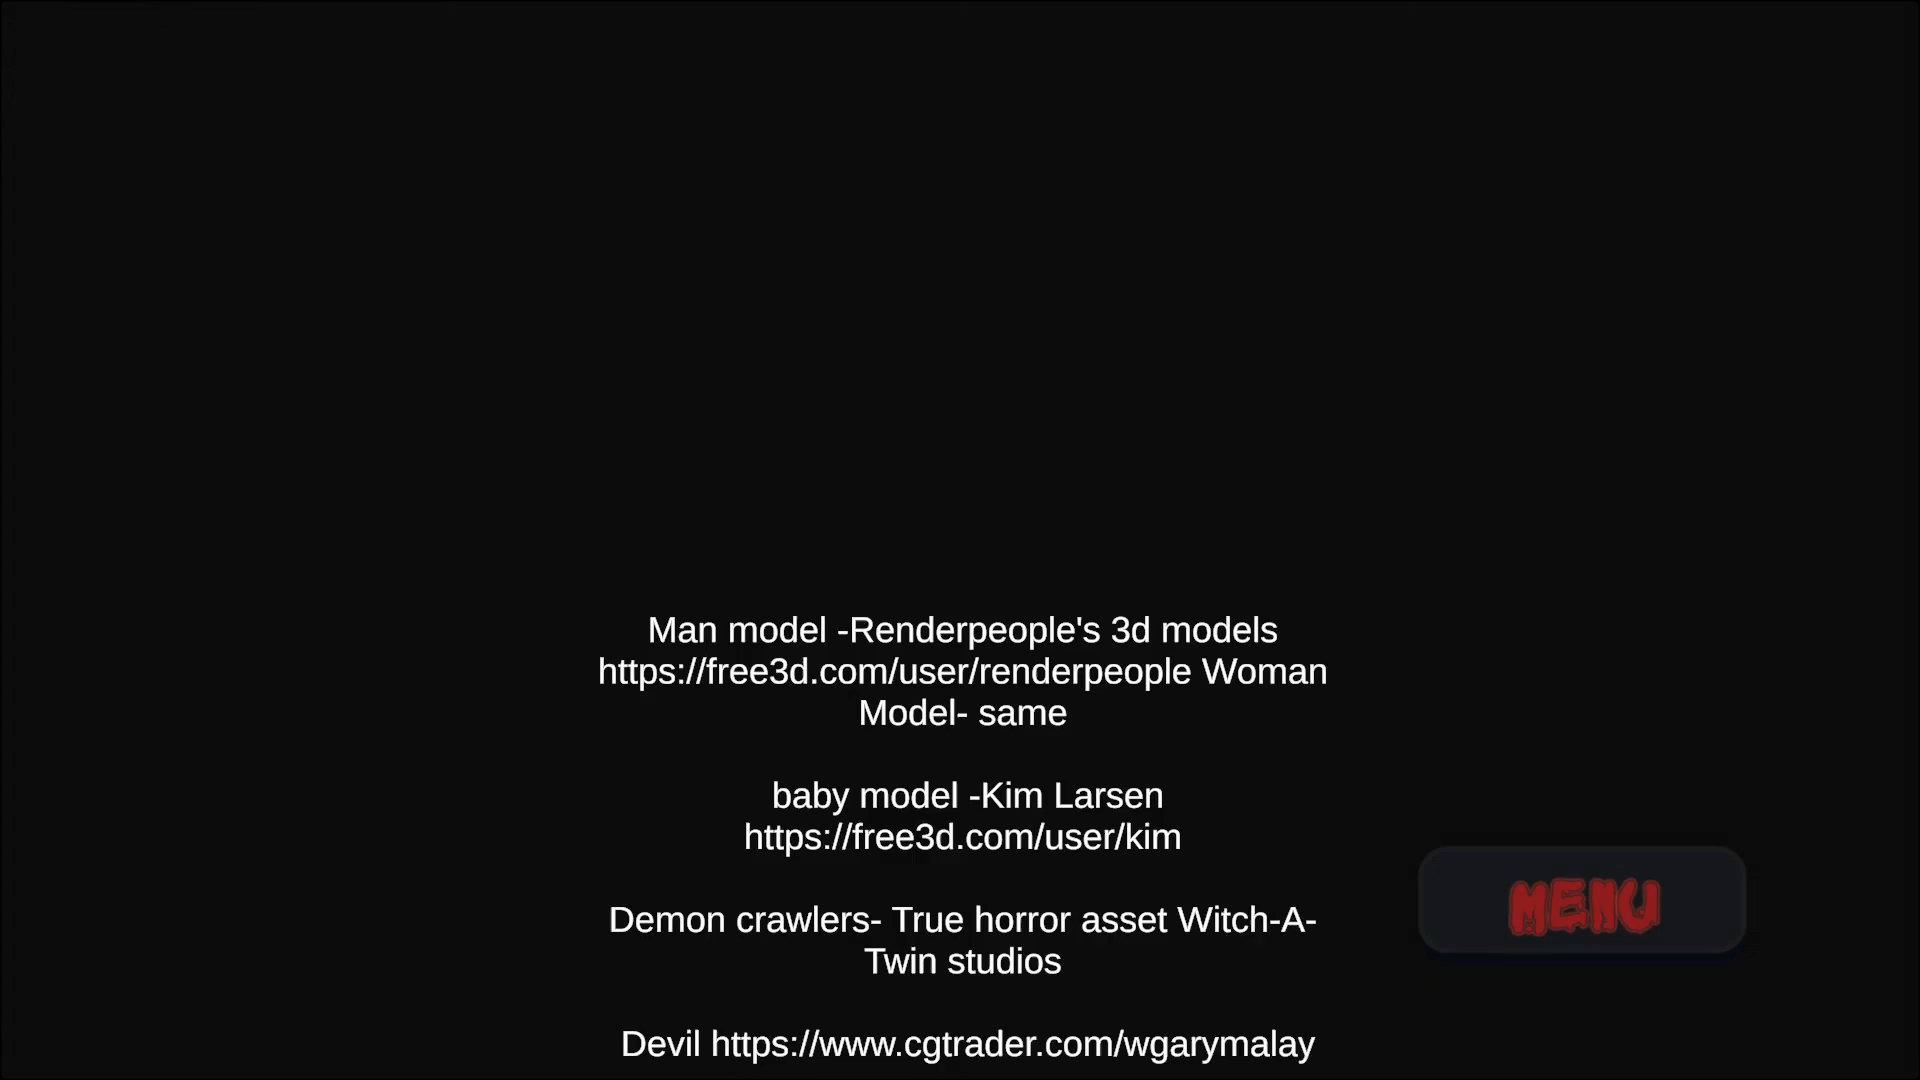 Man model -Renderpeople's 3d models
https://free3d.com/user/renderpeople Woman
Model- same
baby model -Kim Larsen
https://free3d.com/user/kim
Demon crawlers- True horror asset Witch-A-
Twin studios
MENU
Devil https://www.cgtrader.com/wgarymalay